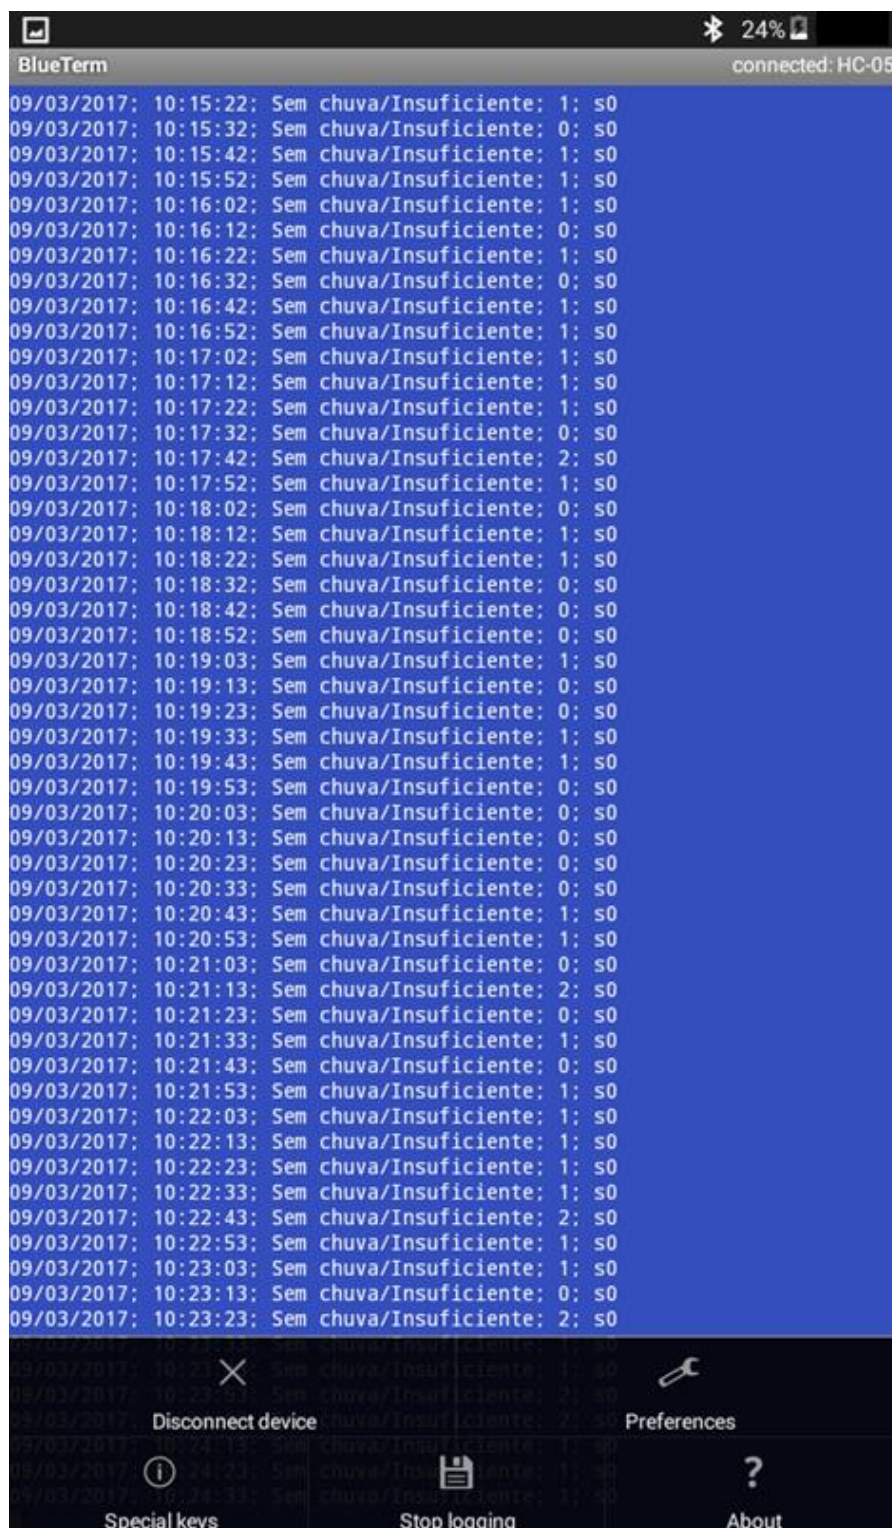 24%
BlueTerm connected: HC-05
09/03/2017; 10:15:22; Sem chuva/Insuficiente; 1; s0
09/03/2017; 10:15:32; Sem chuva/Insuficiente; 0; s0
09/03/2017; 10:15:42; Sem chuva/Insuficiente; 1; s0
09/03/2017; 10:15:52; Sem chuva/Insuficiente; 1; s0
09/03/2017; 10:16:02; Sem chuva/Insuficiente; 1; s0
09/03/2017; 10:16:12; Sem chuva/Insuficiente; 0; s0
09/03/2017; 10:16:22; Sem chuva/Insuficiente; 1; s0
09/03/2017; 10:16:32; Sem chuva/Insuficiente; 0; s0
09/03/2017; 10:16:42; Sem chuva/Insuficiente; 1; s0
09/03/2017; 10:16:52; Sem chuva/Insuficiente; 1; s0
09/03/2017; 10:17:02; Sem chuva/Insuficiente; 1; s0
09/03/2017; 10:17:12; Sem chuva/Insuficiente; 1; s0
09/03/2017; 10:17:22; Sem chuva/Insuficiente; 1; s0
09/03/2017; 10:17:32; Sem chuva/Insuficiente; 0; s0
09/03/2017; 10:17:42; Sem chuva/Insuficiente; 2; s0
09/03/2017; 10:17:52; Sem chuva/Insuficiente; 1; s0
09/03/2017; 10:18:02; Sem chuva/Insuficiente; 0; s0
09/03/2017; 10:18:12; Sem chuva/Insuficiente; 1; s0
09/03/2017; 10:18:22; Sem chuva/Insuficiente; 1; s0
09/03/2017; 10:18:32; Sem chuva/Insuficiente; 0; s0
09/03/2017; 10:18:42; Sem chuva/Insuficiente; 0; s0
09/03/2017; 10:18:52; Sem chuva/Insuficiente; 0; s0
09/03/2017; 10:19:03; Sem chuva/Insuficiente; 1; s0
09/03/2017; 10:19:13; Sem chuva/Insuficiente; 0; s0
09/03/2017; 10:19:23; Sem chuva/Insuficiente; 0; s0
09/03/2017; 10:19:33; Sem chuva/Insuficiente; 1; s0
09/03/2017; 10:19:43; Sem chuva/Insuficiente; 1; s0
09/03/2017; 10:19:53; Sem chuva/Insuficiente; 0; s0
09/03/2017; 10:20:03; Sem chuva/Insuficiente; 0; s0
09/03/2017; 10:20:13; Sem chuva/Insuficiente; 0; s0
09/03/2017; 10:20:23; Sem chuva/Insuficiente; 0; s0
09/03/2017; 10:20:33; Sem chuva/Insuficiente; 0; s0
09/03/2017; 10:20:43; Sem chuva/Insuficiente; 1; s0
09/03/2017; 10:20:53; Sem chuva/Insuficiente; 1; s0
09/03/2017; 10:21:03; Sem chuva/Insuficiente; 0; s0
09/03/2017; 10:21:13; Sem chuva/Insuficiente; 2; s0
09/03/2017; 10:21:23; Sem chuva/Insuficiente; 0; s0
09/03/2017; 10:21:33; Sem chuva/Insuficiente; 1; s0
09/03/2017; 10:21:43; Sem chuva/Insuficiente; 0; s0
09/03/2017; 10:21:53; Sem chuva/Insuficiente; 1; s0
09/03/2017; 10:22:03; Sem chuva/Insuficiente; 1; s0
09/03/2017; 10:22:13; Sem chuva/Insuficiente; 1; s0
09/03/2017; 10:22:23; Sem chuva/Insuficiente; 1; s0
09/03/2017; 10:22:33; Sem chuva/Insuficiente; 1; s0
09/03/2017; 10:22:43; Sem chuva/Insuficiente; 2; s0
09/03/2017; 10:22:53; Sem chuva/Insuficiente; 1; s0
09/03/2017; 10:23:03; Sem chuva/Insuficiente; 1; s0
09/03/2017; 10:23:13; Sem chuva/Insuficiente; 0; s0
09/03/2017; 10:23:23; Sem chuva/Insuficiente; 2; s0
Disconnect device Preferences
Special keys Stop logging About